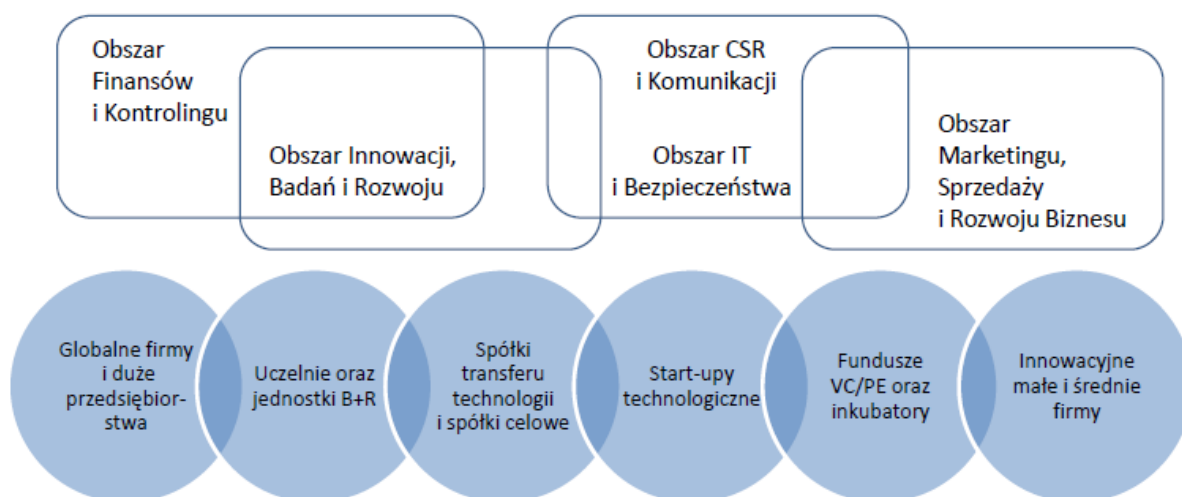 Obszar
Finansów
i Kontrolingu
Obszar Innowacji,
Badań i Rozwoju
Obszar CSR
i Komunikacji
Obszar IT
i Bezpieczeństwa
Obszar
Marketingu,
Sprzedaży
i Rozwoju Biznesu
Globalne firmy
i duże
przedsiębior-
stwa
Uczelnie oraz
jednostki B+R
Spółki
transferu
technologii
i spółki celowe
Start-upy
technologiczne
Fundusze
VC/PE oraz
inkubatory
Innowacyjne
małe i średnie
firmy